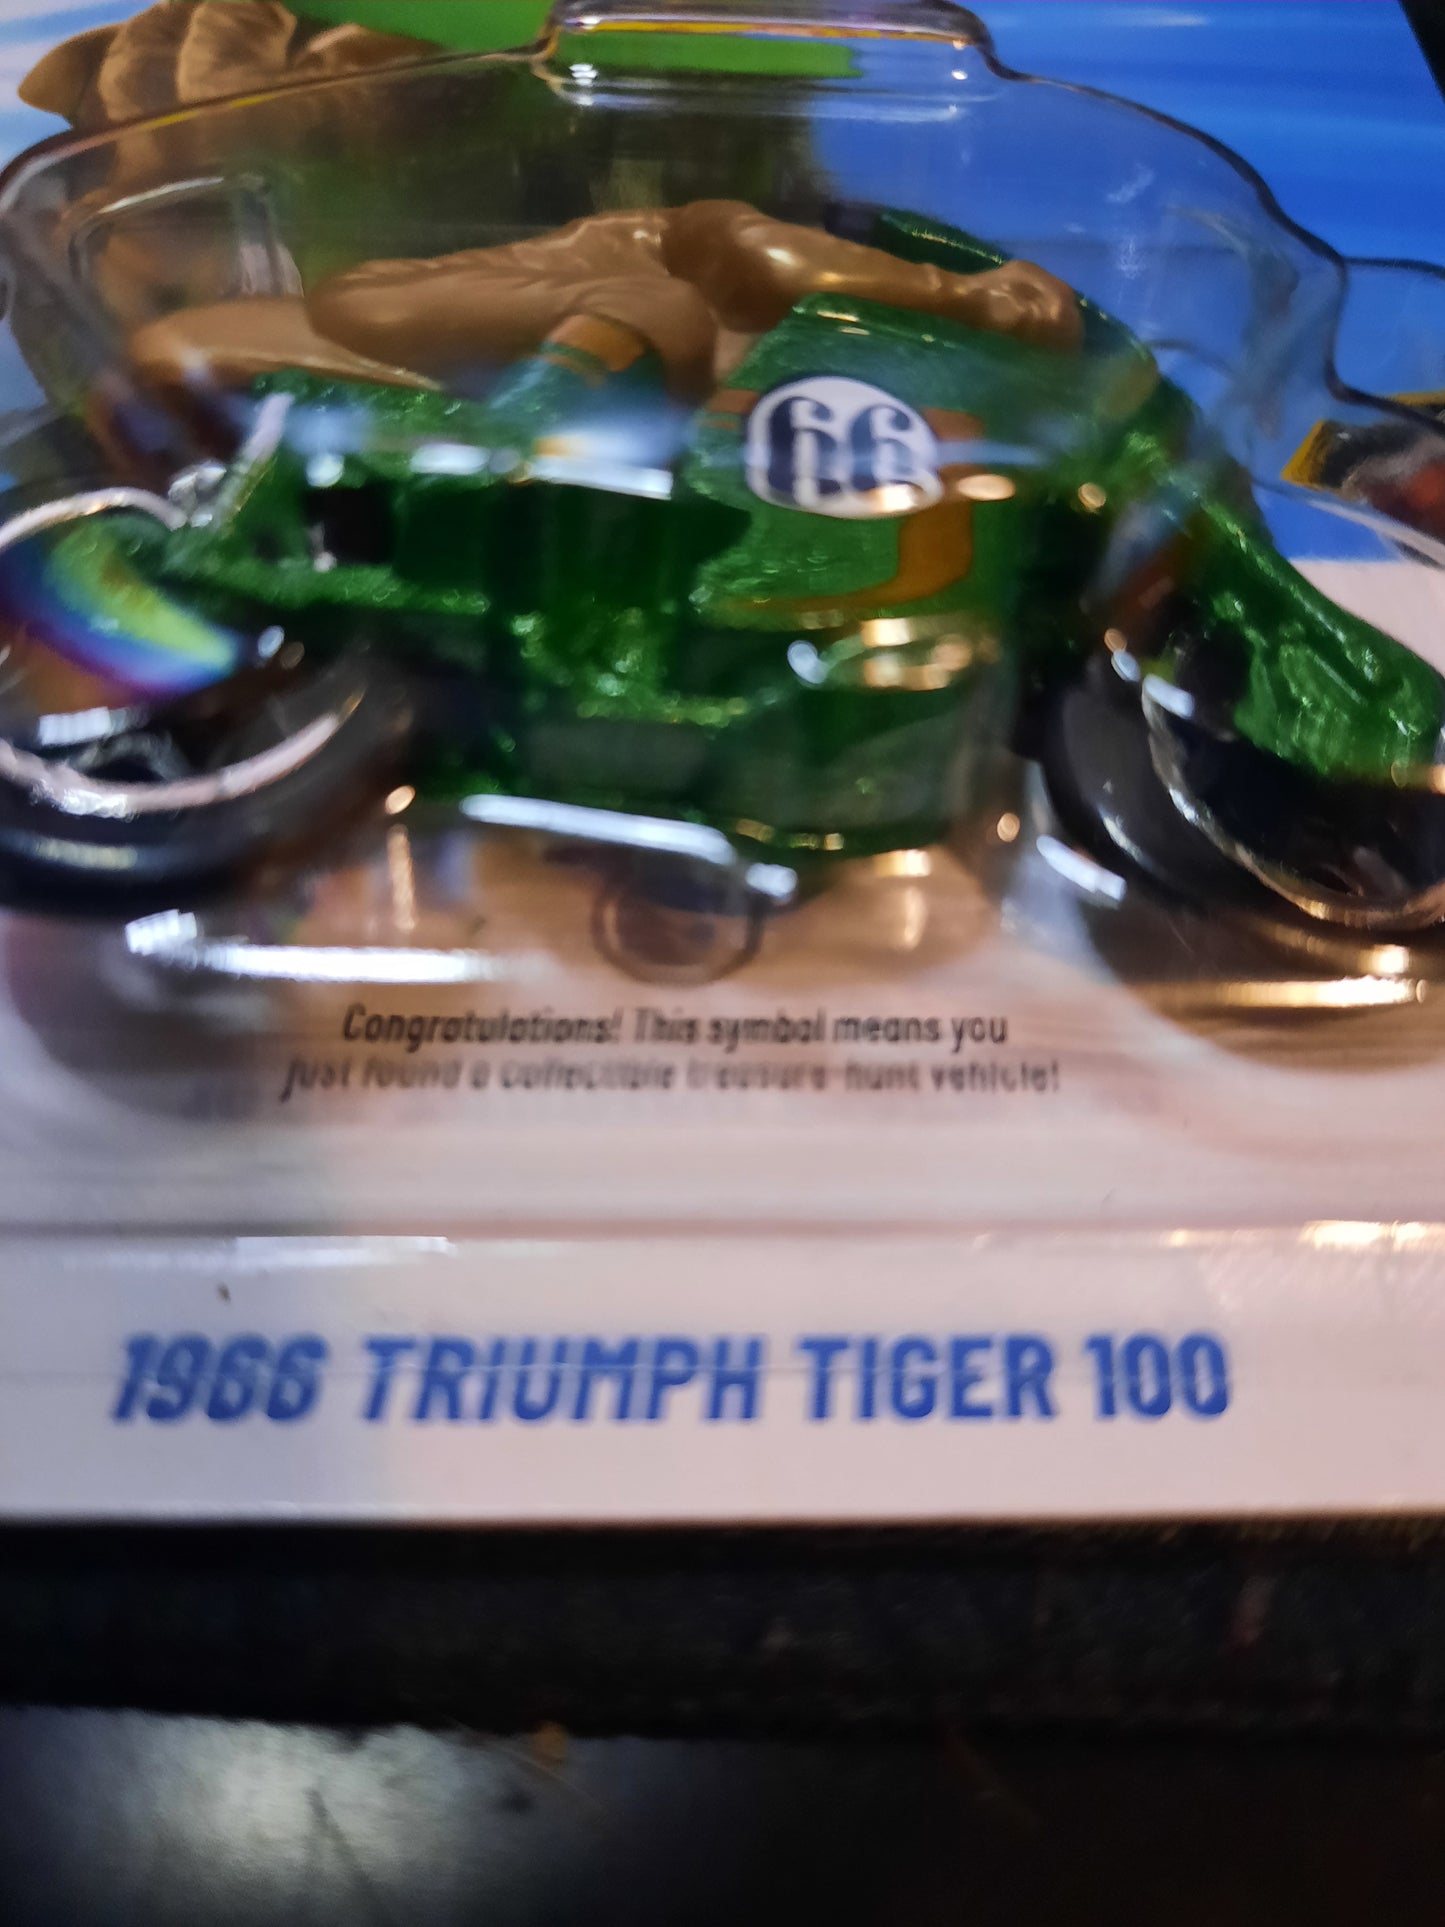 66
Congratulations! This symbol means you
just found a collectible treasure-hunt vehicle!
1966 TRIUMPH TIGER 100